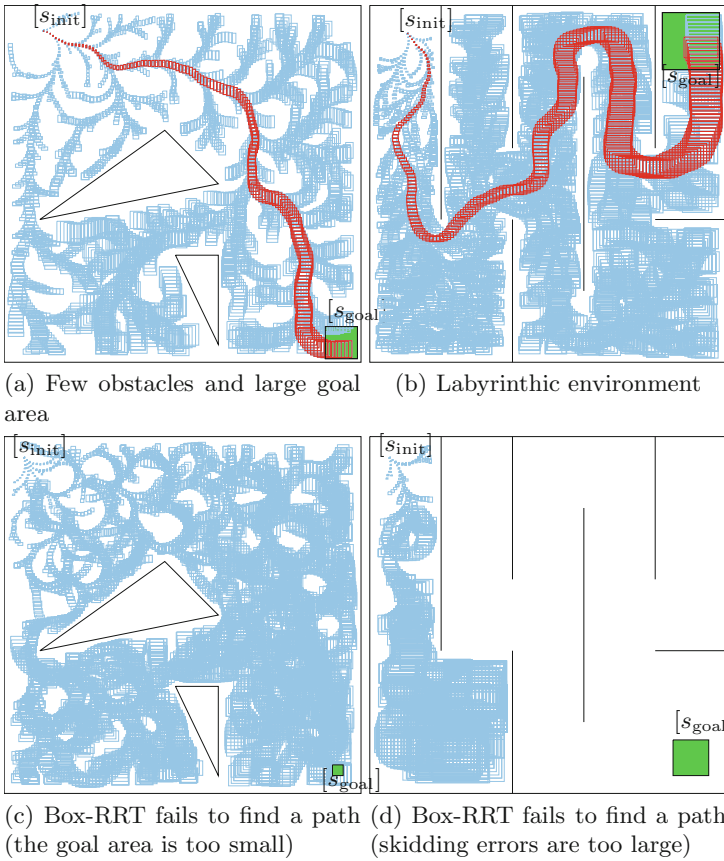 [s_init]
[s_init]
[s_goal]
[s_goal]
(a) Few obstacles and large goal
area
(b) Labyrinthic environment
[s_init]
[s_init]
[s_goal]
[s_goal
(c) Box-RRT fails to find a path
(the goal area is too small)
(d) Box-RRT fails to find a path
(skidding errors are too large)